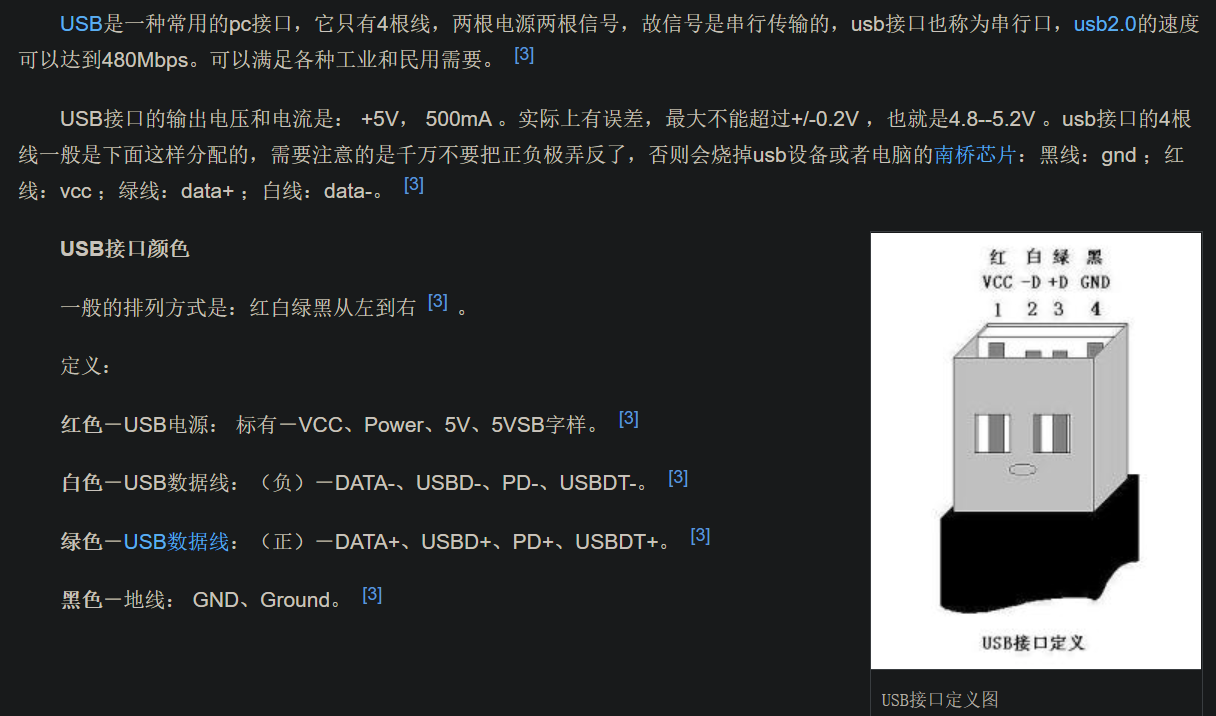 USB是一种常用的pc接口，它只有4根线，两根电源两根信号，故信号是串行传输的，usb接口也称为串行口，usb2.0的速度
可以达到480Mbps。可以满足各种工业和民用需要。 [3]
USB接口的输出电压和电流是： +5V， 500mA 。实际上有误差，最大不能超过+/-0.2V ，也就是4.8--5.2V 。usb接口的4根
线一般是下面这样分配的，需要注意的是千万不要把正负极弄反了，否则会烧掉usb设备或者电脑的南桥芯片：黑线：gnd ；红
线：vcc ；绿线：data+ ；白线：data-。 [3]
USB接口颜色
一般的排列方式是：红白绿黑从左到右 [3] 。
定义：
红色－USB电源： 标有－VCC、Power、5V、5VSB字样。 [3]
白色－USB数据线：（负）－DATA-、USBD-、PD-、USBDT-。 [3]
绿色－USB数据线：（正）－DATA+、USBD+、PD+、USBDT+。 [3]
黑色－地线： GND、Ground。 [3]
红 白 绿 黑
VCC -D +D GND
1 2 3 4
USB接口定义
USB接口定义图